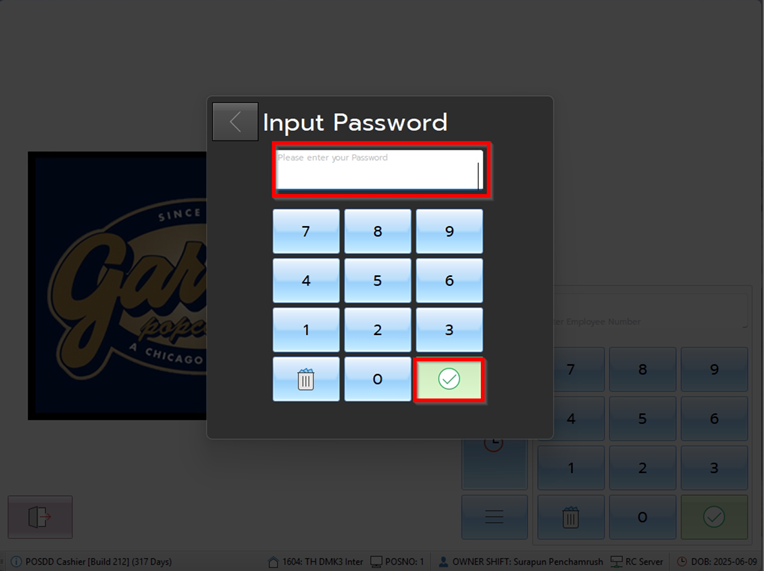 Input Password
Please enter your Password
7 8 9
4 5 6
1 2 3
0
SINCE
Gar
popc
A CHICAGO
Employee Number
7 8 9
4 5 6
1 2 3
0
POSDD Cashier [Build 212] (317 Days) 1604: TH DMK3 Inter POSNO: 1 OWNER SHIFT: Surapun Penchamrush RC Server DOB: 2025-06-09